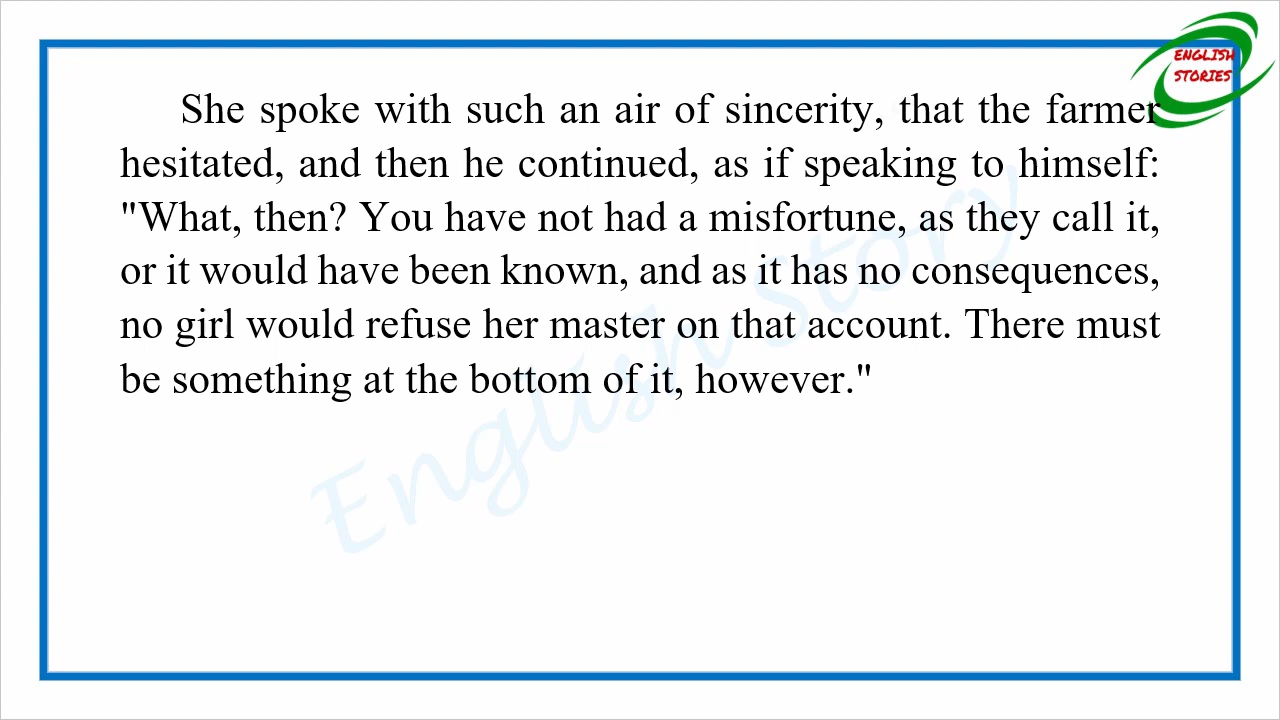 ENGLISH
STORIES
She spoke with such an air of sincerity, that the farmer
hesitated, and then he continued, as if speaking to himself:
"What, then? You have not had a misfortune, as they call it,
or it would have been known, and as it has no consequences,
no girl would refuse her master on that account. There must
be something at the bottom of it, however."
English Story